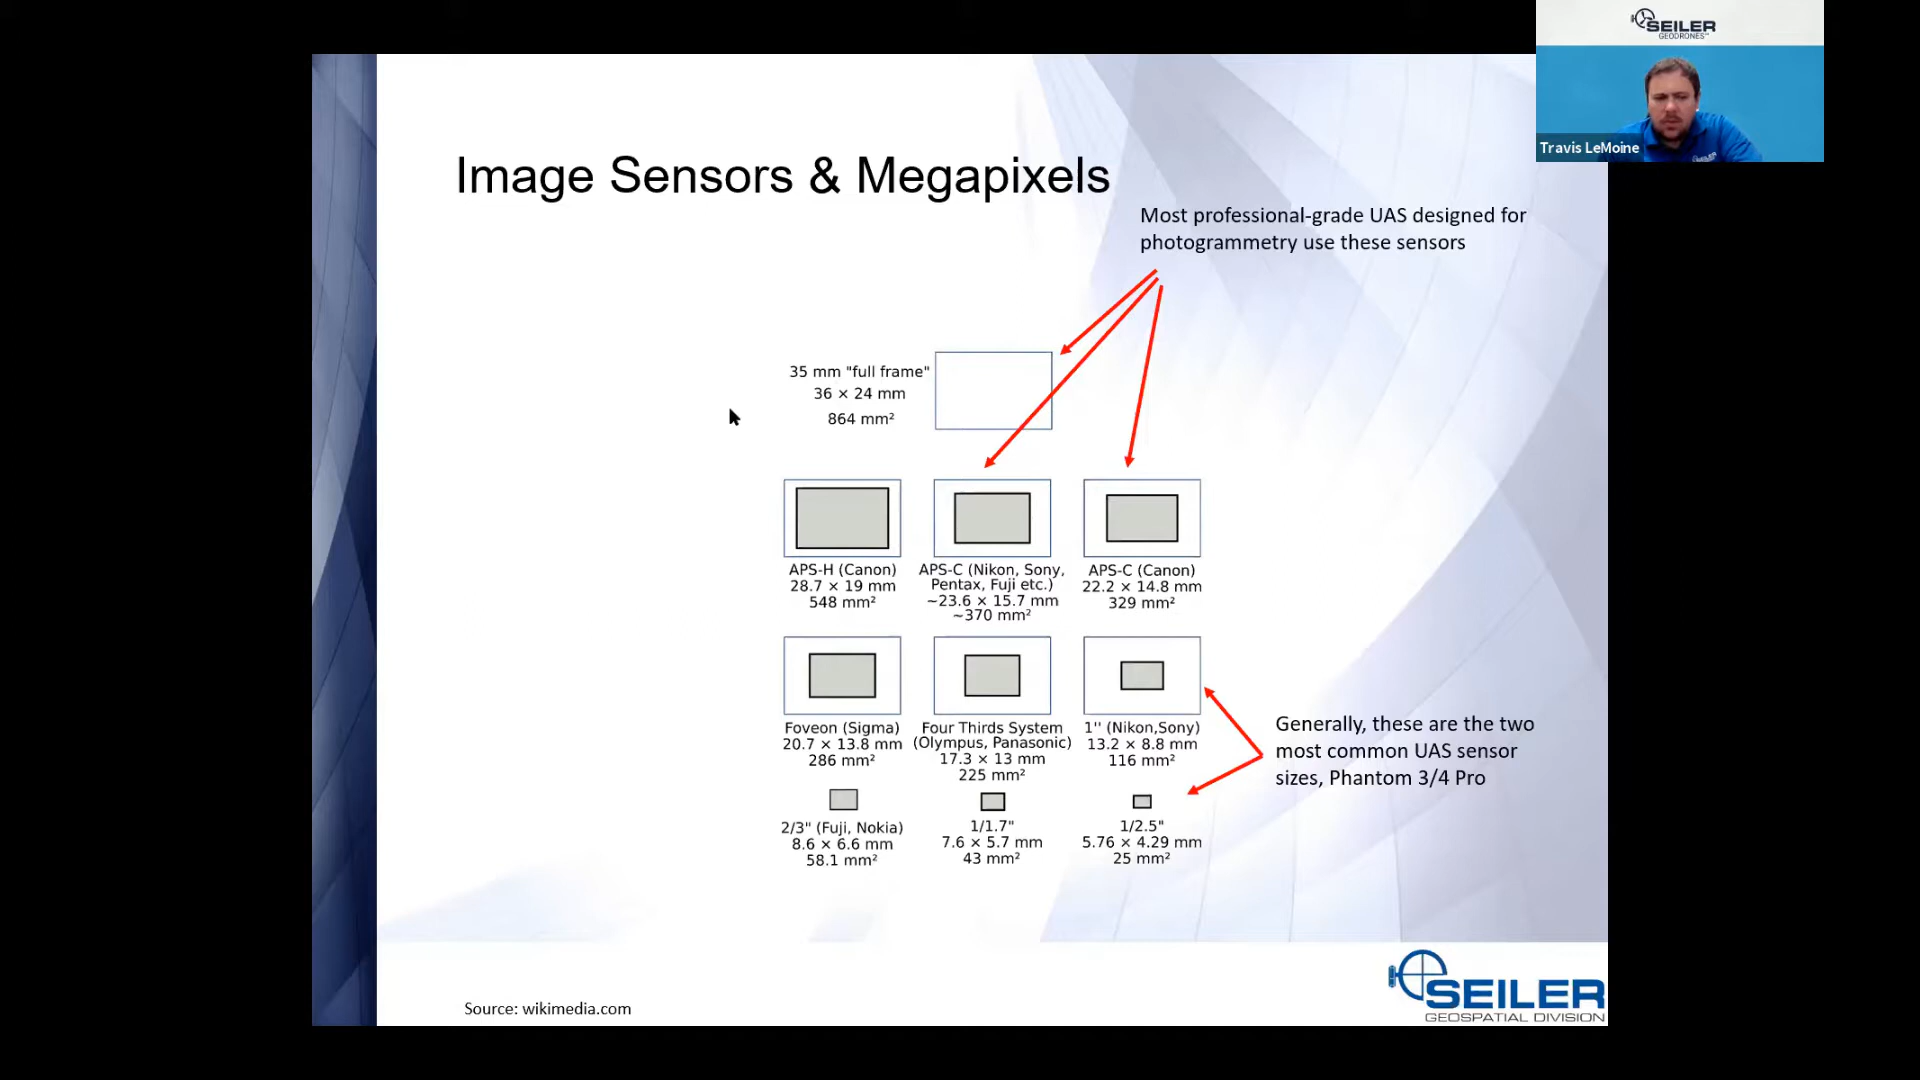 SEILER
GEODRONES
Travis LeMoine
Image Sensors & Megapixels
Most professional-grade UAS designed for
photogrammetry use these sensors
35 mm "full frame"
36 × 24 mm
864 mm²
APS-H (Canon)
28.7 × 19 mm
548 mm²
APS-C (Nikon, Sony,
Pentax, Fuji etc.)
~23.6 × 15.7 mm
~370 mm²
APS-C (Canon)
22.2 × 14.8 mm
329 mm²
Foveon (Sigma)
20.7 × 13.8 mm
286 mm²
Four Thirds System
(Olympus, Panasonic)
17.3 × 13 mm
225 mm²
1'' (Nikon,Sony)
13.2 × 8.8 mm
116 mm²
Generally, these are the two
most common UAS sensor
sizes, Phantom 3/4 Pro
2/3" (Fuji, Nokia)
8.6 × 6.6 mm
58.1 mm²
1/1.7"
7.6 × 5.7 mm
43 mm²
1/2.5"
5.76 × 4.29 mm
25 mm²
SEILER
GEOSPATIAL DIVISION
Source: wikimedia.com